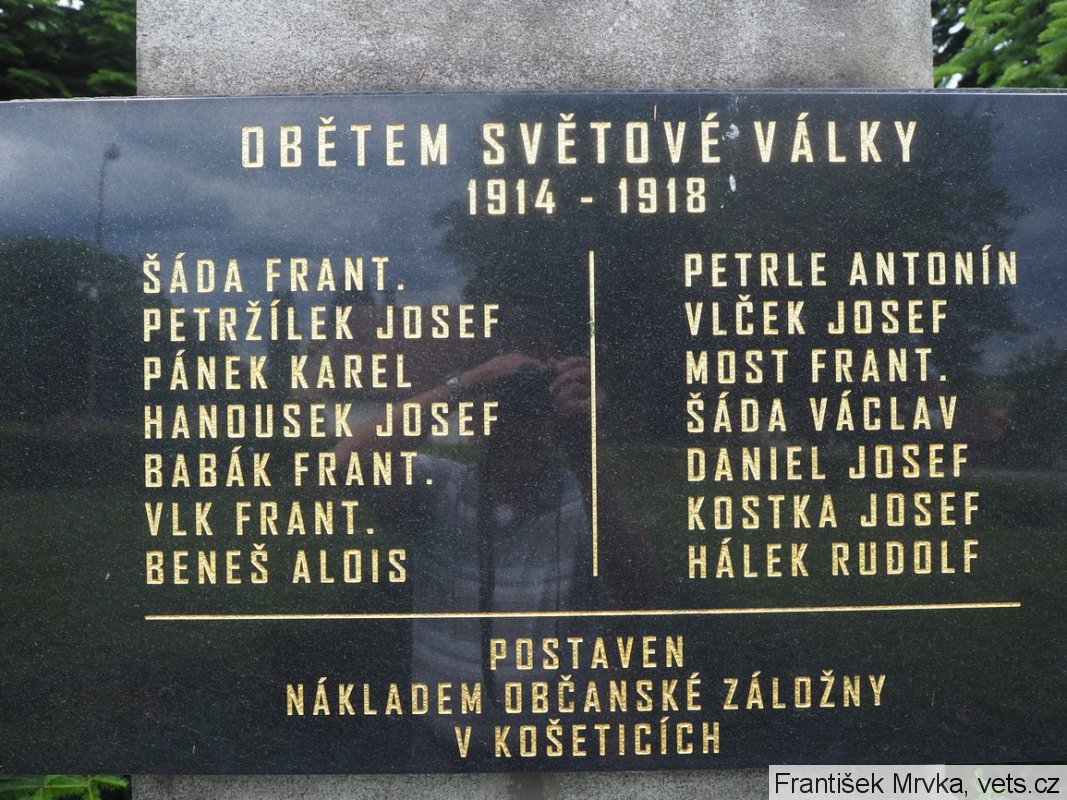 OBĚTEM SVĚTOVÉ VÁLKY
1914 - 1918
ŠÁDA FRANT.
PETRŽÍLEK JOSEF
PÁNEK KAREL
HANOUSEK JOSEF
BABÁK FRANT.
VLK FRANT.
BENEŠ ALOIS
PETRLE ANTONÍN
VLČEK JOSEF
MOST FRANT.
ŠÁDA VÁCLAV
DANIEL JOSEF
KOSTKA JOSEF
HÁLEK RUDOLF
POSTAVEN
NÁKLADEM OBČANSKÉ ZÁLOŽNY
V KOŠETICÍCH
František Mrvka, vets.cz